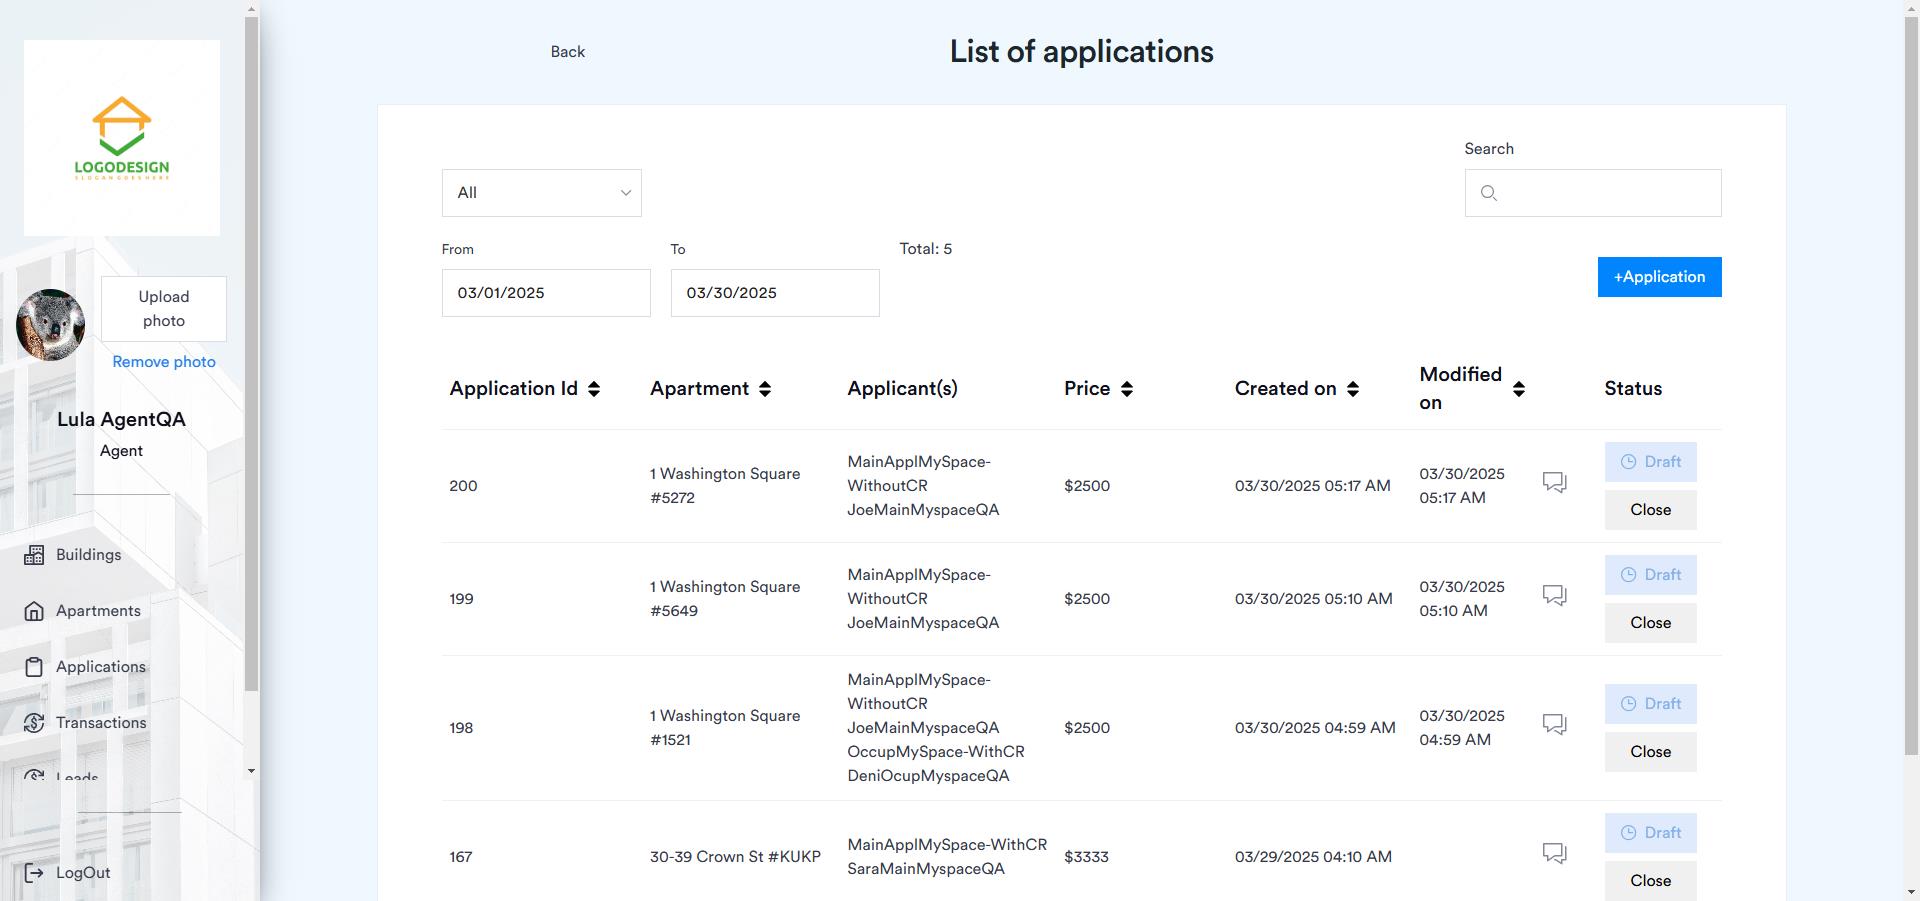 LOGODESIGN
SLOGANGOESHERE
Upload
photo
Remove photo
Lula AgentQA
Agent
Buildings
Apartments
Applications
Transactions
Leads
LogOut
Back
List of applications
Search
All
From
To
Total: 5
03/01/2025
03/30/2025
+Application
Application Id
Apartment
Applicant(s)
Price
Created on
Modified
on
Status
200
1 Washington Square
#5272
MainApplMySpace-
WithoutCR
JoeMainMyspaceQA
$2500
03/30/2025 05:17 AM
03/30/2025
05:17 AM
Draft
Close
199
1 Washington Square
#5649
MainApplMySpace-
WithoutCR
JoeMainMyspaceQA
$2500
03/30/2025 05:10 AM
03/30/2025
05:10 AM
Draft
Close
198
1 Washington Square
#1521
MainApplMySpace-
WithoutCR
JoeMainMyspaceQA
OccupMySpace-WithCR
DeniOcupMyspaceQA
$2500
03/30/2025 04:59 AM
03/30/2025
04:59 AM
Draft
Close
167
30-39 Crown St #KUKP
MainApplMySpace-WithCR
SaraMainMyspaceQA
$3333
03/29/2025 04:10 AM
Draft
Close